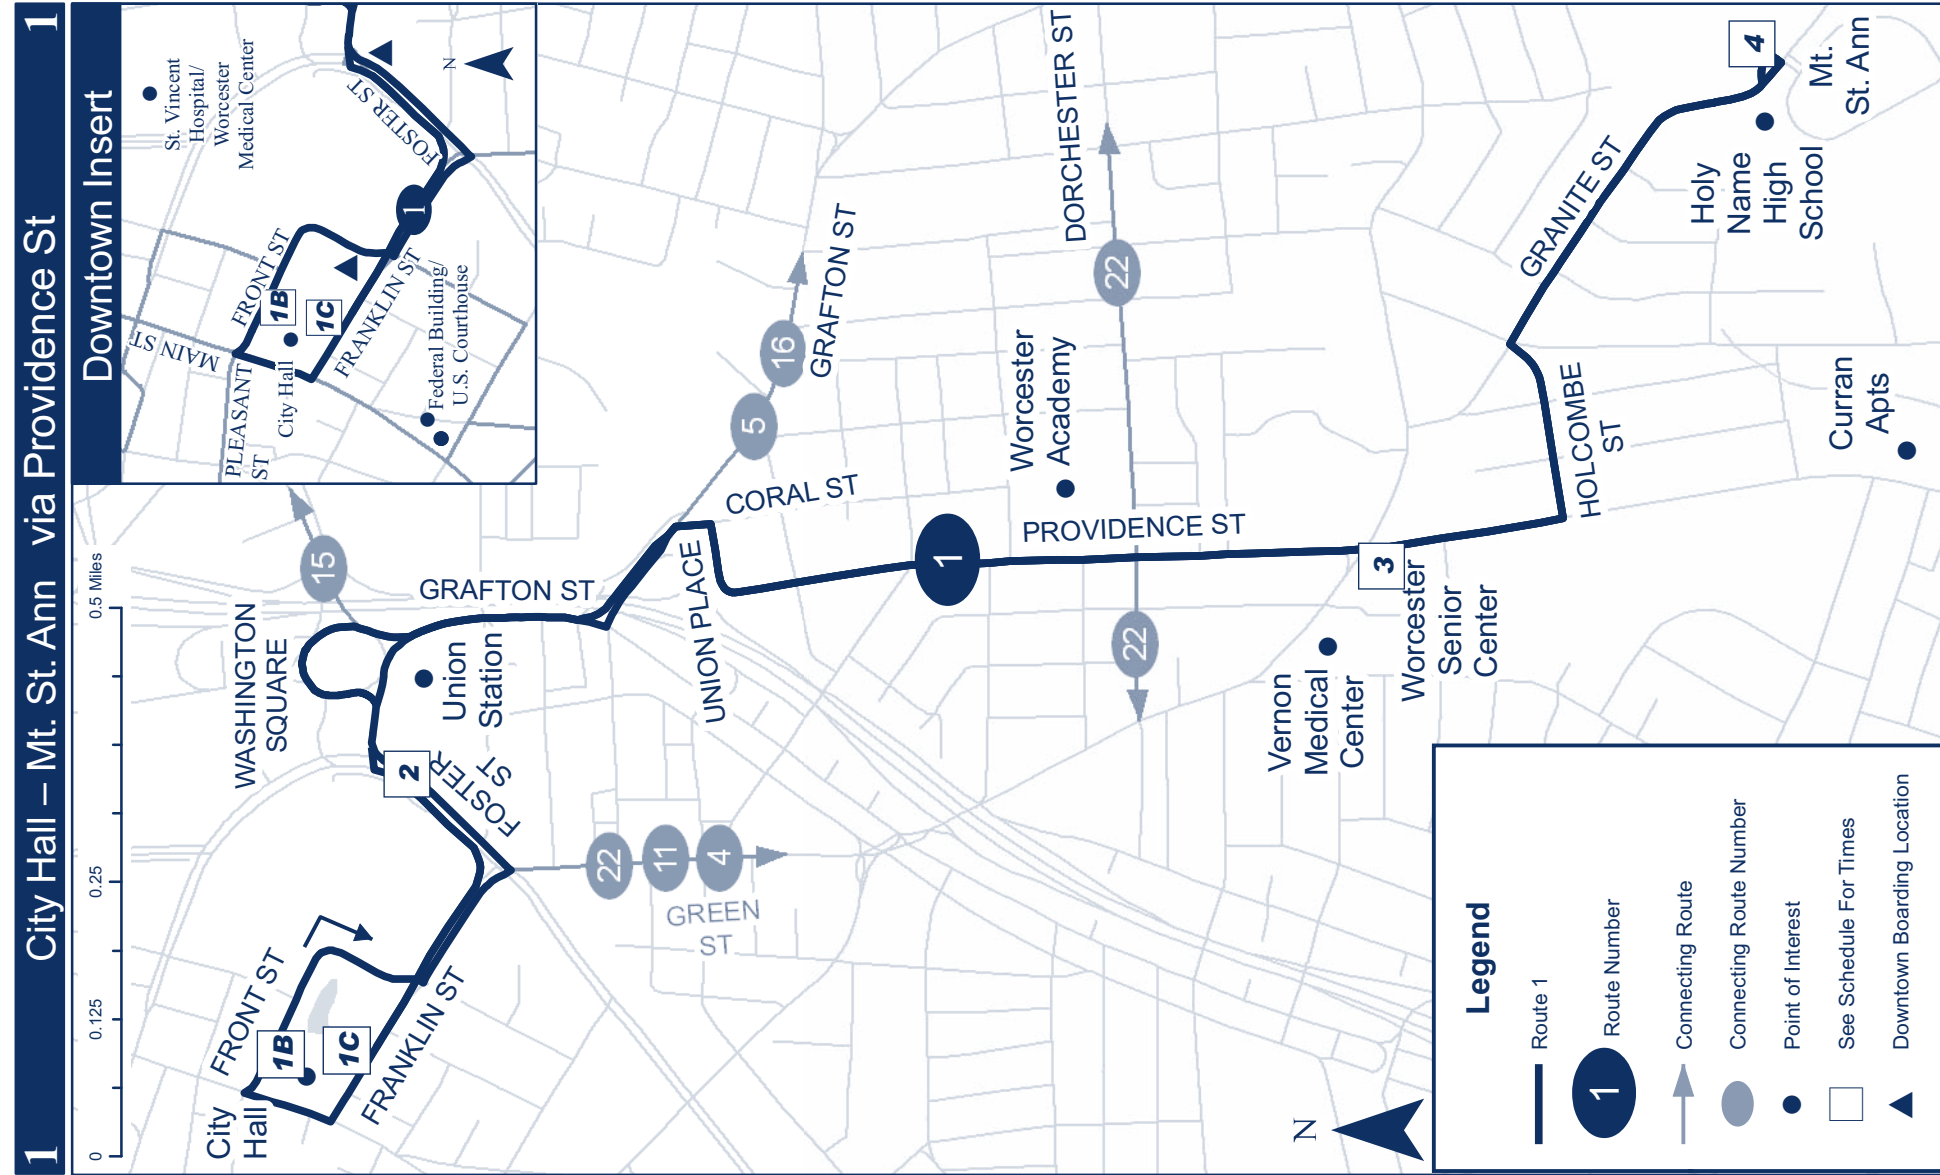 1 City Hall – Mt. St. Ann via Providence St 1
Downtown Insert
St. Vincent
Hospital/
Worcester
Medical Center
N
FOSTER ST
1
FRONT ST
1B
1C
MAIN ST
FRANKLIN ST
PLEASANT
ST
City Hall
Federal Building/
U.S. Courthouse
0
0.125
0.25
0.5 Miles
City
Hall
FRONT ST
1B
1C
FRANKLIN ST
WASHINGTON
SQUARE
15
2
FOSTER
ST
Union
Station
GRAFTON ST
22
11
4
GREEN
ST
UNION PLACE
CORAL ST
5
16
GRAFTON ST
1
PROVIDENCE ST
Worcester
Academy
DORCHESTER ST
22
22
Vernon
Medical
Center
3
Worcester
Senior
Center
HOLCOMBE
ST
GRANITE ST
Holy
Name
High
School
4
Mt.
St. Ann
Curran
Apts
N
Legend
Route 1
1 Route Number
Connecting Route
Connecting Route Number
Point of Interest
See Schedule For Times
Downtown Boarding Location